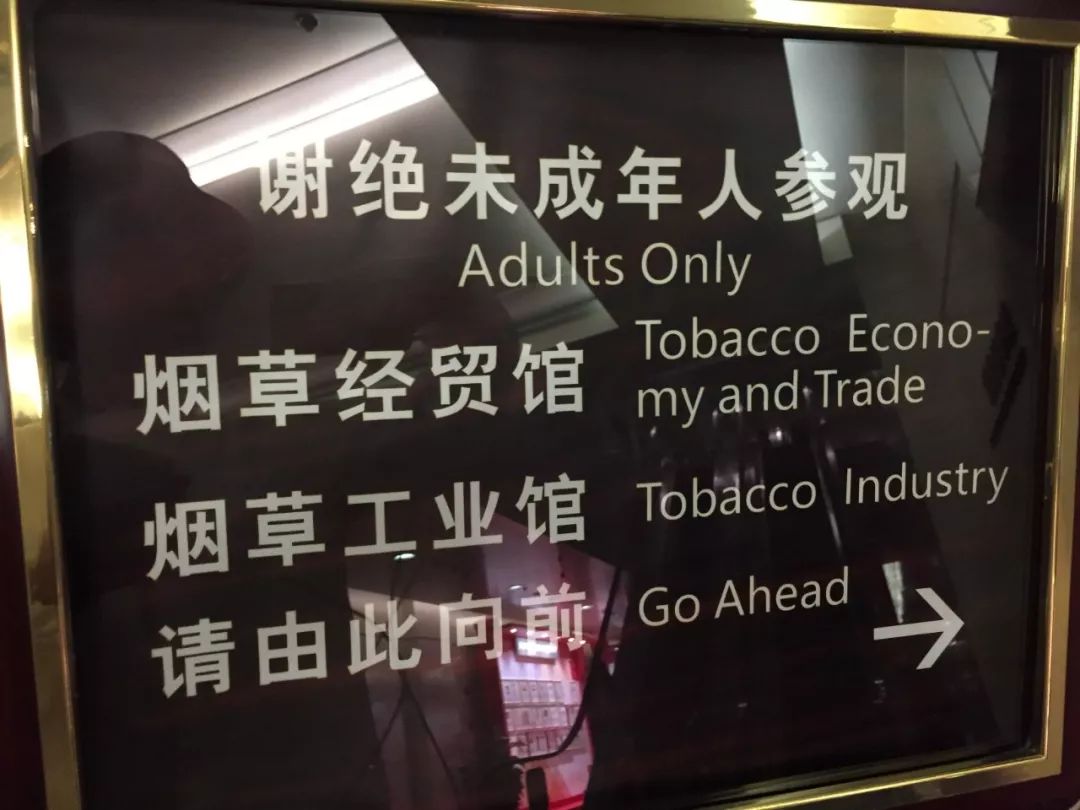 谢绝未成年人参观
Adults Only
烟草经贸馆
Tobacco Econo-
my and Trade
烟草工业馆
Tobacco Industry
请由此向前
Go Ahead